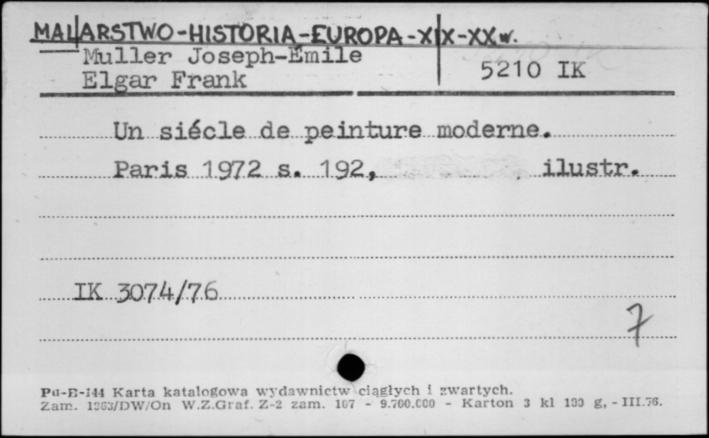 MALARSTWO-HISTORIA-EUROPA-XIX-XXw.
Muller Joseph-Emile
Elgar Frank
5210 IK
Un siécle de peinture moderne.
Paris 1972 s. 192, ilustr.
IK 3074/76
7
Pu-B-144 Karta katalogowa wydawnictw ciągłych i zwartych.
Zam. 1363/DW/On W.Z.Graf. Z-2 zam. 107 - 9.700.000 - Karton 3 kl 190 g, - III.76.